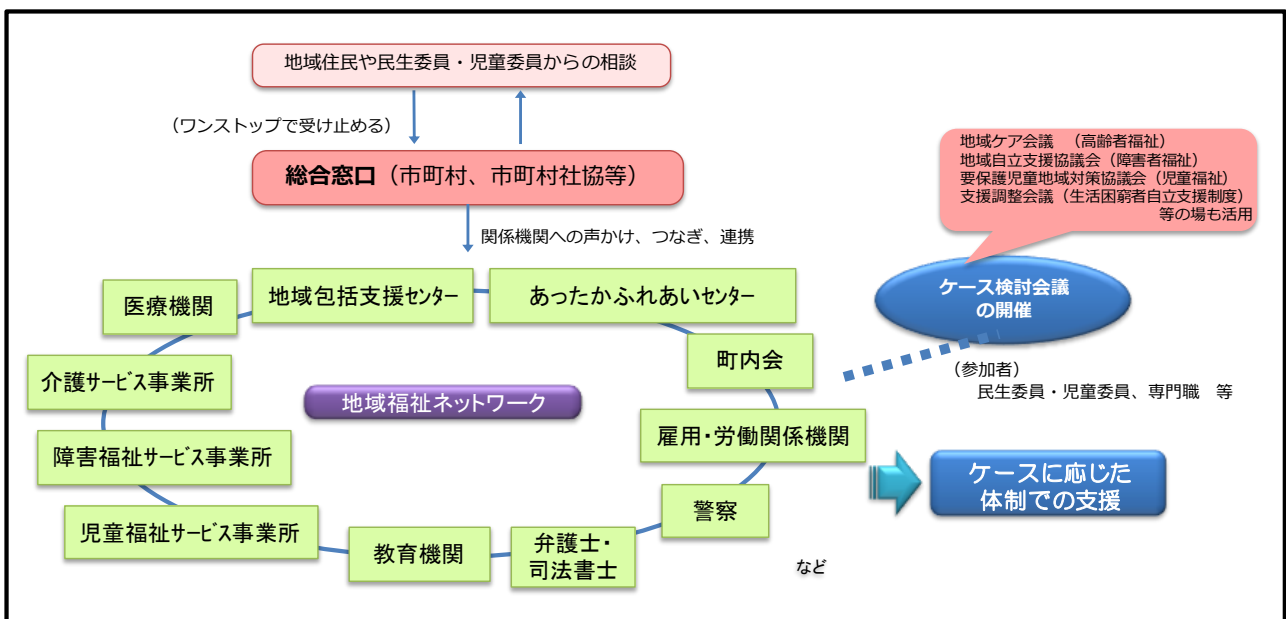 地域住民や民生委員・児童委員からの相談
（ワンストップで受け止める）
総合窓口（市町村、市町村社協等）
関係機関への声かけ、つなぎ、連携
地域ケア会議　（高齢者福祉）
地域自立支援協議会（障害者福祉）
要保護児童地域対策協議会（児童福祉）
支援調整会議（生活困窮者自立支援制度）
等の場も活用
ケース検討会議
の開催
（参加者）
民生委員・児童委員、専門職　等
医療機関
地域包括支援ｾﾝﾀｰ
あったかふれあいｾﾝﾀｰ
町内会
介護ｻｰﾋﾞｽ事業所
地域福祉ネットワーク
雇用・労働関係機関
障害福祉ｻｰﾋﾞｽ事業所
ケースに応じた
体制での支援
警察
児童福祉ｻｰﾋﾞｽ事業所
教育機関
弁護士・
司法書士
など